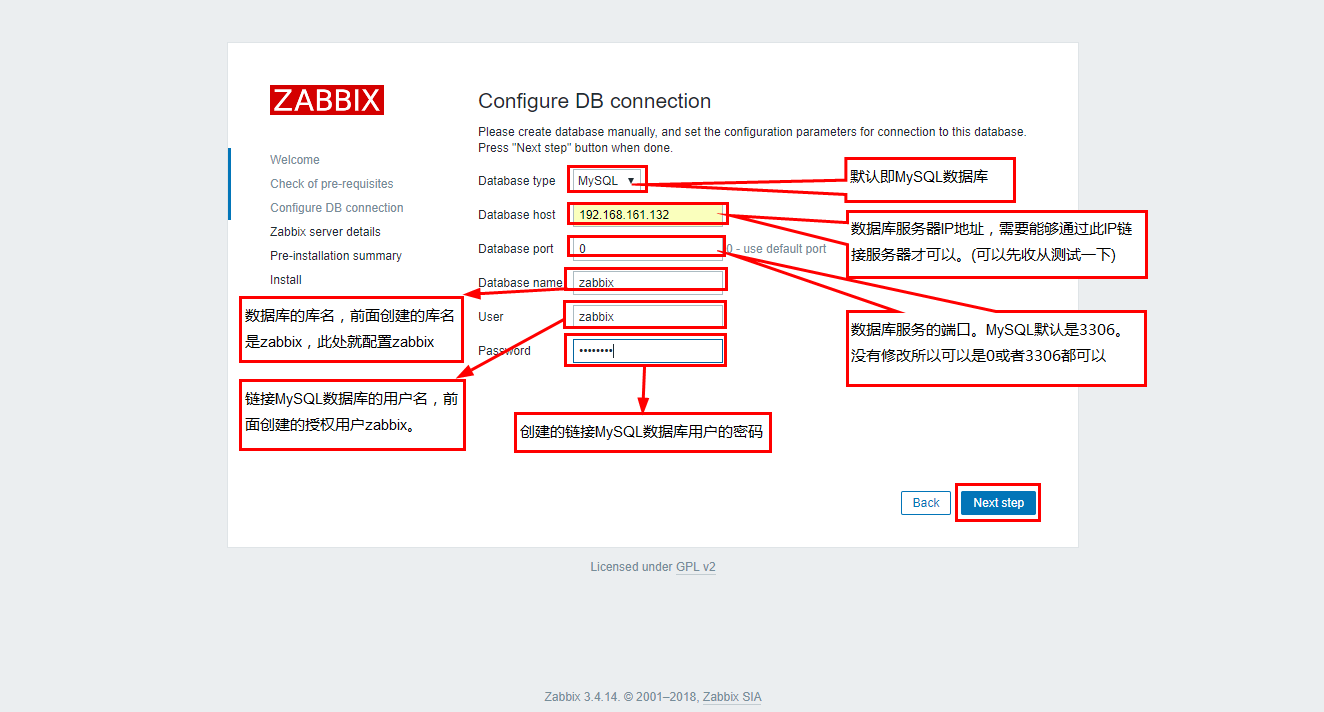 ZABBIX
Configure DB connection
Please create database manually, and set the configuration parameters for connection to this database.
Press "Next step" button when done.
Welcome
Check of pre-requisites
Configure DB connection
Zabbix server details
Pre-installation summary
Install
Database type MySQL ▼
Database host 192.168.161.132
Database port 0 0 - use default port
Database name zabbix
User zabbix
Password ••••••••
默认即MySQL数据库
数据库服务器IP地址，需要能够通过此IP链
接服务器才可以。(可以先收从测试一下)
数据库服务的端口。MySQL默认是3306。
没有修改所以可以是0或者3306都可以
数据库的库名，前面创建的库名
是zabbix，此处就配置zabbix
链接MySQL数据库的用户名，前
面创建的授权用户zabbix。
创建的链接MySQL数据库用户的密码
Back Next step
Licensed under GPL v2
Zabbix 3.4.14. © 2001–2018, Zabbix SIA